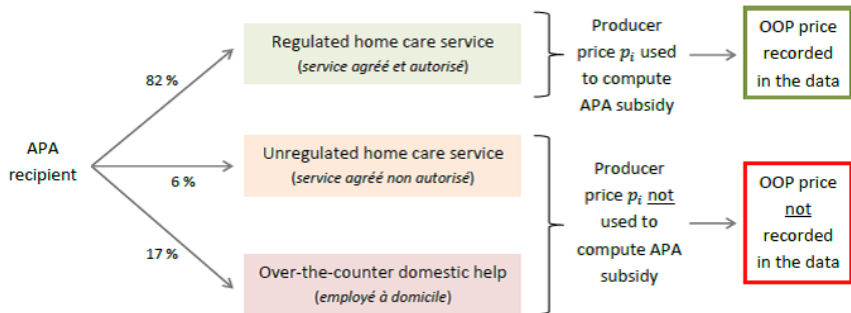 Regulated home care service
(service agréé et autorisé)
Producer
price pᵢ used
to compute
APA subsidy
OOP price
recorded
in the data
82 %
APA
recipient
6 %
17 %
Unregulated home care service
(service agréé non autorisé)
Over-the-counter domestic help
(employé à domicile)
Producer
price pᵢ not
used to
compute APA
subsidy
OOP price
not
recorded
in the data